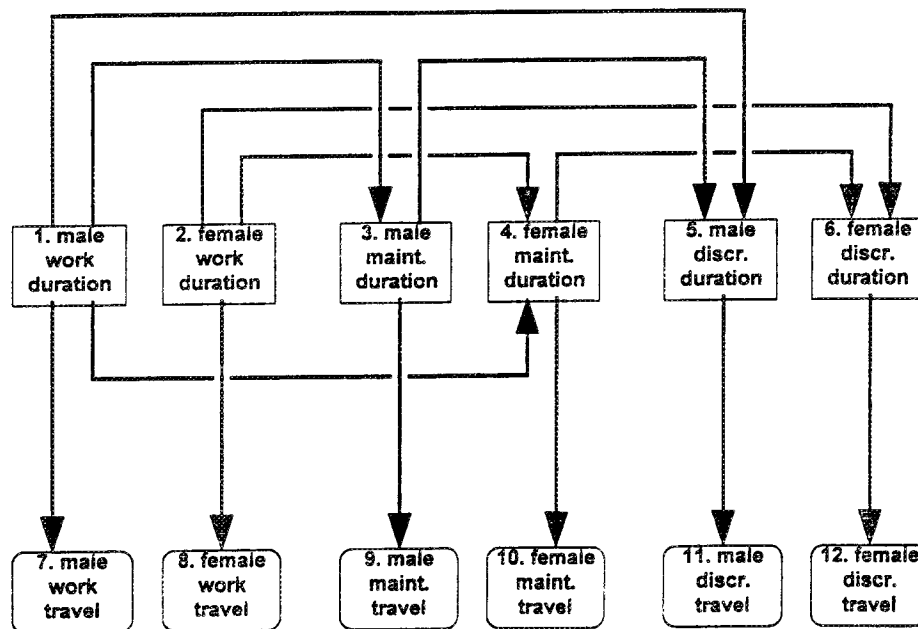 1. male
work
duration
2. female
work
duration
3. male
maint.
duration
4. female
maint.
duration
5. male
discr.
duration
6. female
discr.
duration
7. male
work
travel
8. female
work
travel
9. male
maint.
travel
10. female
maint.
travel
11. male
discr.
travel
12. female
discr.
travel